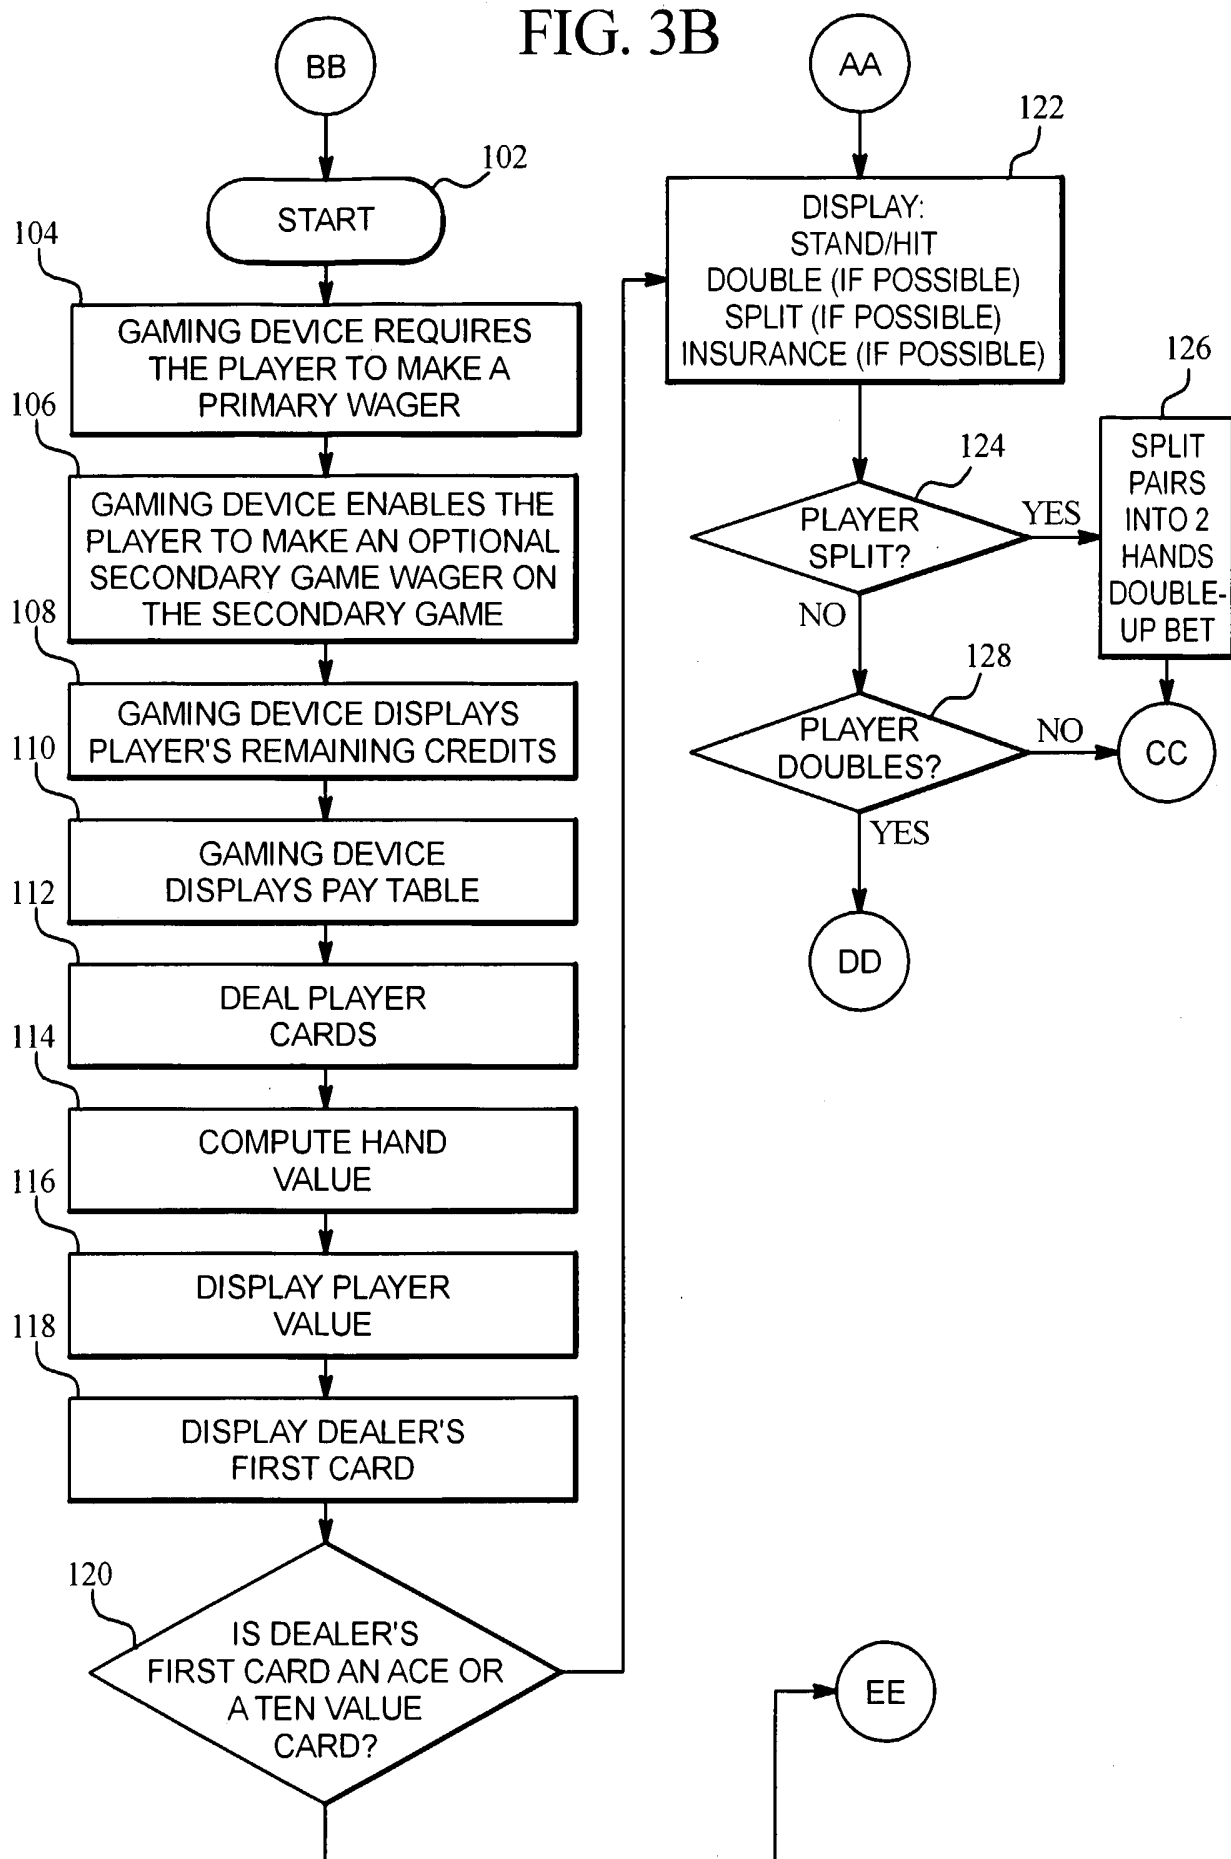 FIG. 3B
BB
102
START
104
GAMING DEVICE REQUIRES
THE PLAYER TO MAKE A
PRIMARY WAGER
106
GAMING DEVICE ENABLES THE
PLAYER TO MAKE AN OPTIONAL
SECONDARY GAME WAGER ON
THE SECONDARY GAME
108
GAMING DEVICE DISPLAYS
PLAYER'S REMAINING CREDITS
110
GAMING DEVICE
DISPLAYS PAY TABLE
112
DEAL PLAYER
CARDS
114
COMPUTE HAND
VALUE
116
DISPLAY PLAYER
VALUE
118
DISPLAY DEALER'S
FIRST CARD
120
IS DEALER'S
FIRST CARD AN ACE OR
A TEN VALUE
CARD?
AA
122
DISPLAY:
STAND/HIT
DOUBLE (IF POSSIBLE)
SPLIT (IF POSSIBLE)
INSURANCE (IF POSSIBLE)
124
PLAYER
SPLIT?
YES
NO
126
SPLIT
PAIRS
INTO 2
HANDS
DOUBLE-
UP BET
128
PLAYER
DOUBLES?
NO
CC
YES
DD
EE